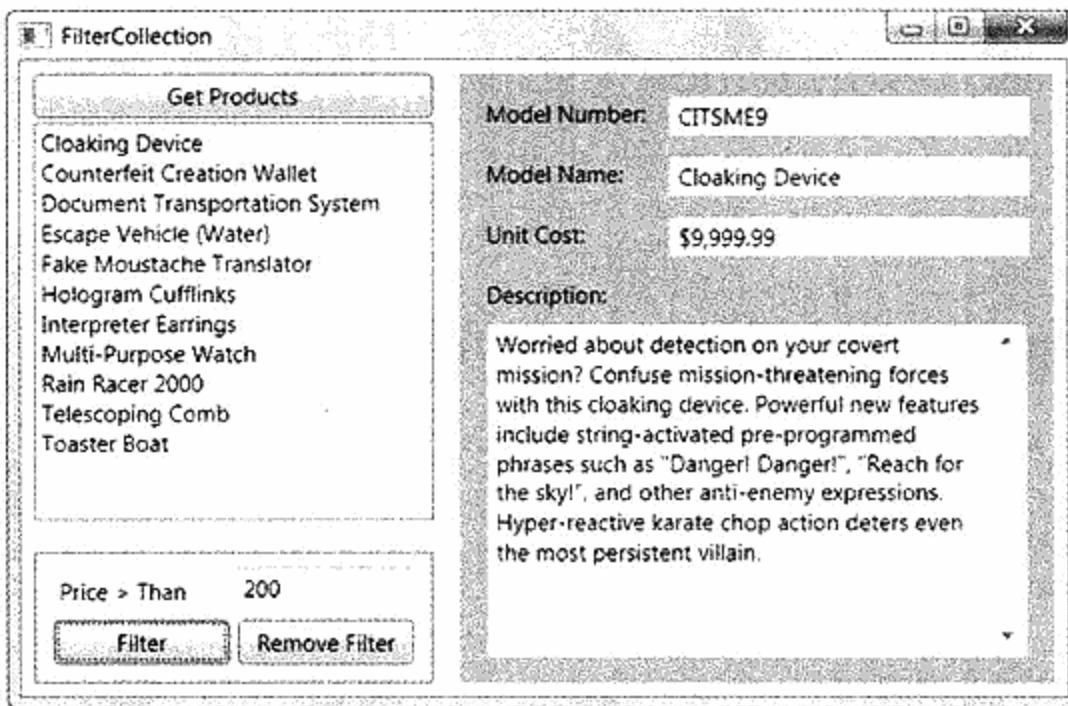 FilterCollection
Get Products
Cloaking Device
Counterfeit Creation Wallet
Document Transportation System
Escape Vehicle (Water)
Fake Moustache Translator
Hologram Cufflinks
Interpreter Earrings
Multi-Purpose Watch
Rain Racer 2000
Telescoping Comb
Toaster Boat
Price > Than 200
Filter Remove Filter
Model Number: CITSME9
Model Name: Cloaking Device
Unit Cost: $9,999.99
Description:
Worried about detection on your covert
mission? Confuse mission-threatening forces
with this cloaking device. Powerful new features
include string-activated pre-programmed
phrases such as "Danger! Danger!", "Reach for
the sky!", and other anti-enemy expressions.
Hyper-reactive karate chop action deters even
the most persistent villain.